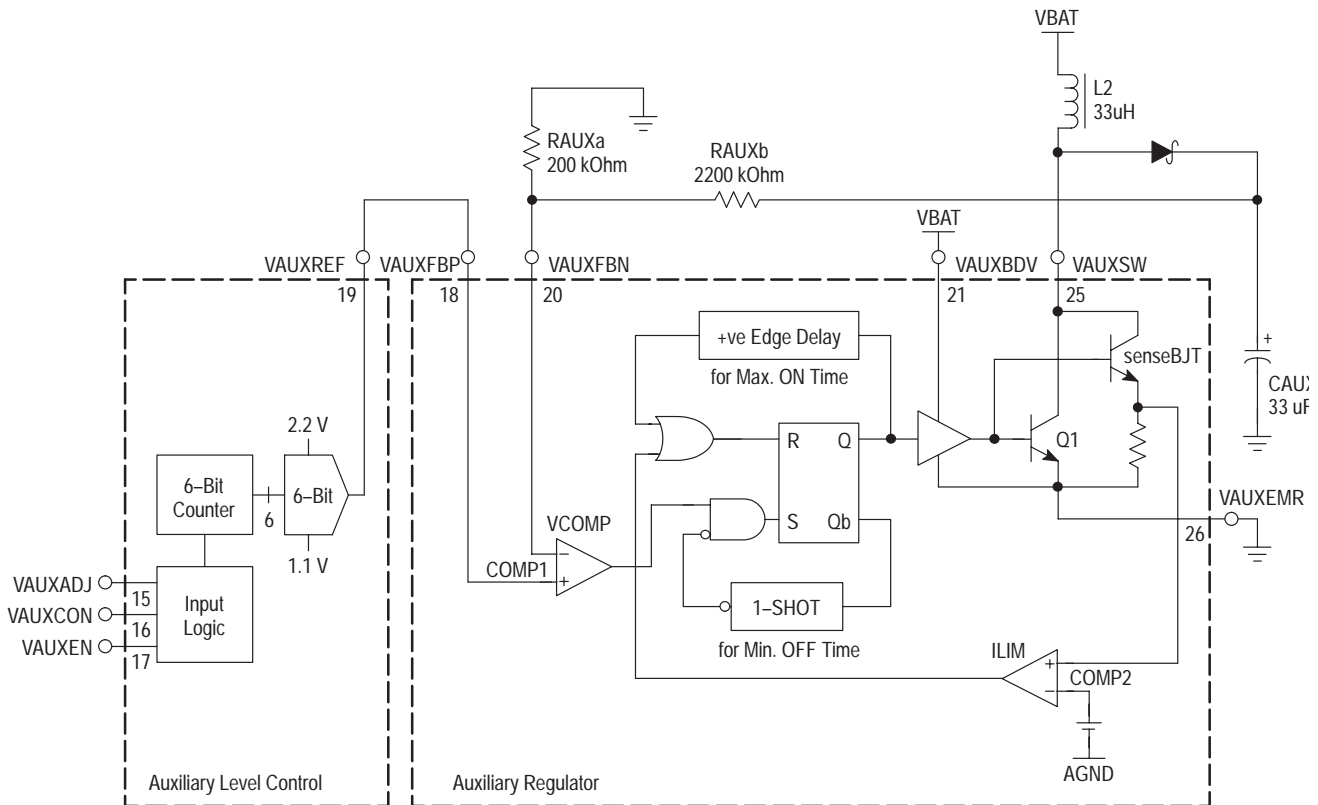 VBAT
L2
33uH
RAUXa
200 kOhm
RAUXb
2200 kOhm
VBAT
VAUXREF
VAUXFBP
VAUXFBN
VAUXBDV
VAUXSW
19
18
20
21
25
+ve Edge Delay
for Max. ON Time
senseBJT
+
CAUX
33 uF
2.2 V
R
Q
Q1
6–Bit
Counter
6
6–Bit
VCOMP
S
Qb
VAUXEMR
26
1.1 V
COMP1
–
+
VAUXADJ
15
VAUXCON
16
VAUXEN
17
Input
Logic
1–SHOT
for Min. OFF Time
ILIM
+
–
COMP2
AGND
Auxiliary Level Control
Auxiliary Regulator